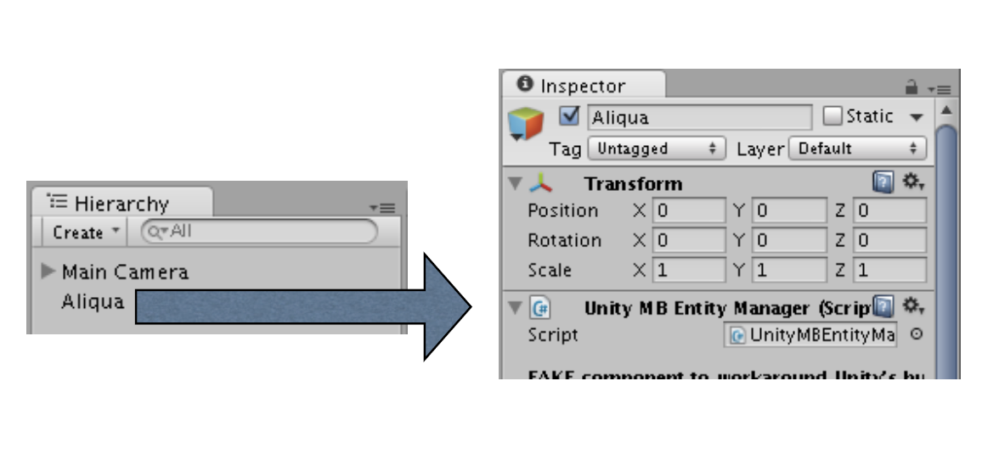 Hierarchy
Create
All
Main Camera
Aliqua
Inspector
Aliqua Static
Tag Untagged Layer Default
Transform
Position X 0 Y 0 Z 0
Rotation X 0 Y 0 Z 0
Scale X 1 Y 1 Z 1
Unity MB Entity Manager (Scrip
Script UnityMBEntityMa
FAKE component to workaround Unity's bu